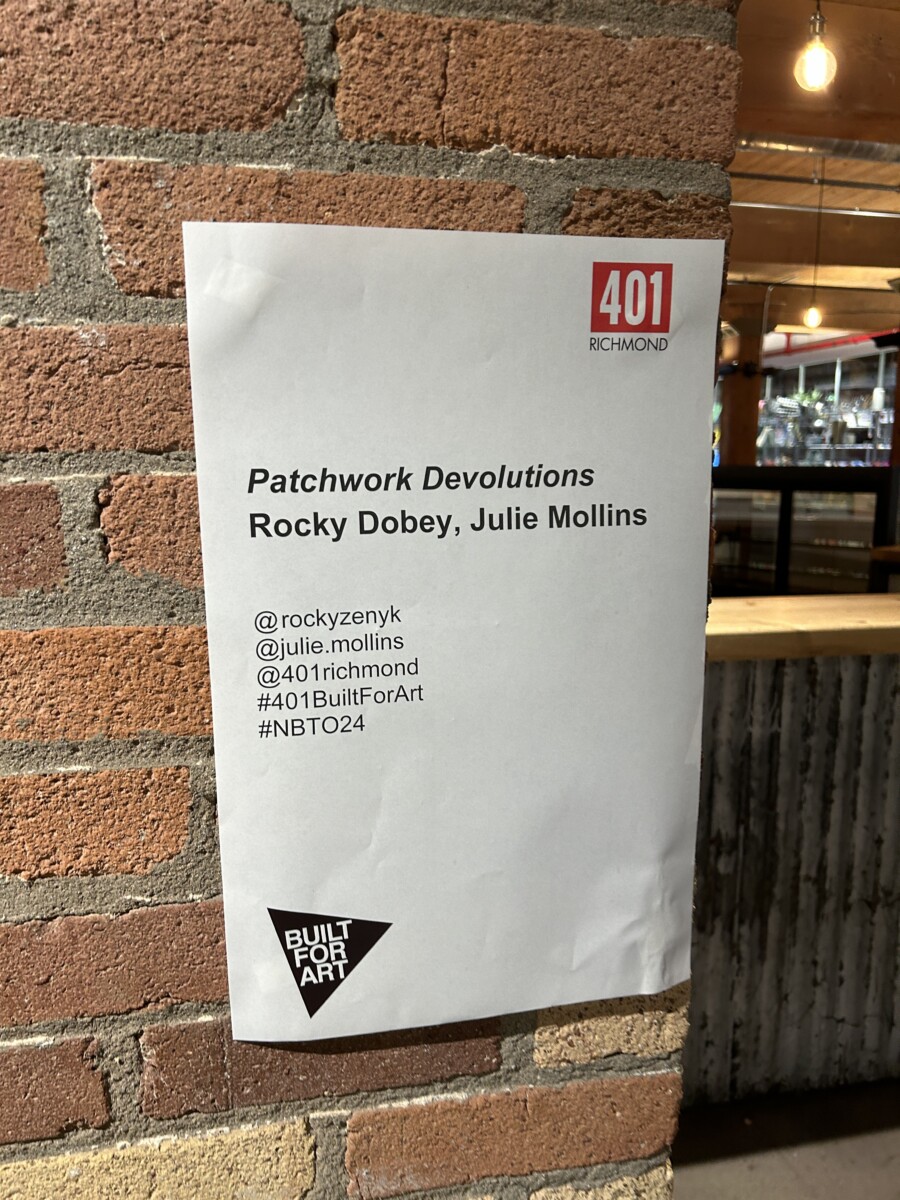 401
RICHMOND
Patchwork Devolutions
Rocky Dobey, Julie Mollins
@rockyzenyk
@julie.mollins
@401richmond
#401BuiltForArt
#NBTO24
BUILT
FOR
ART